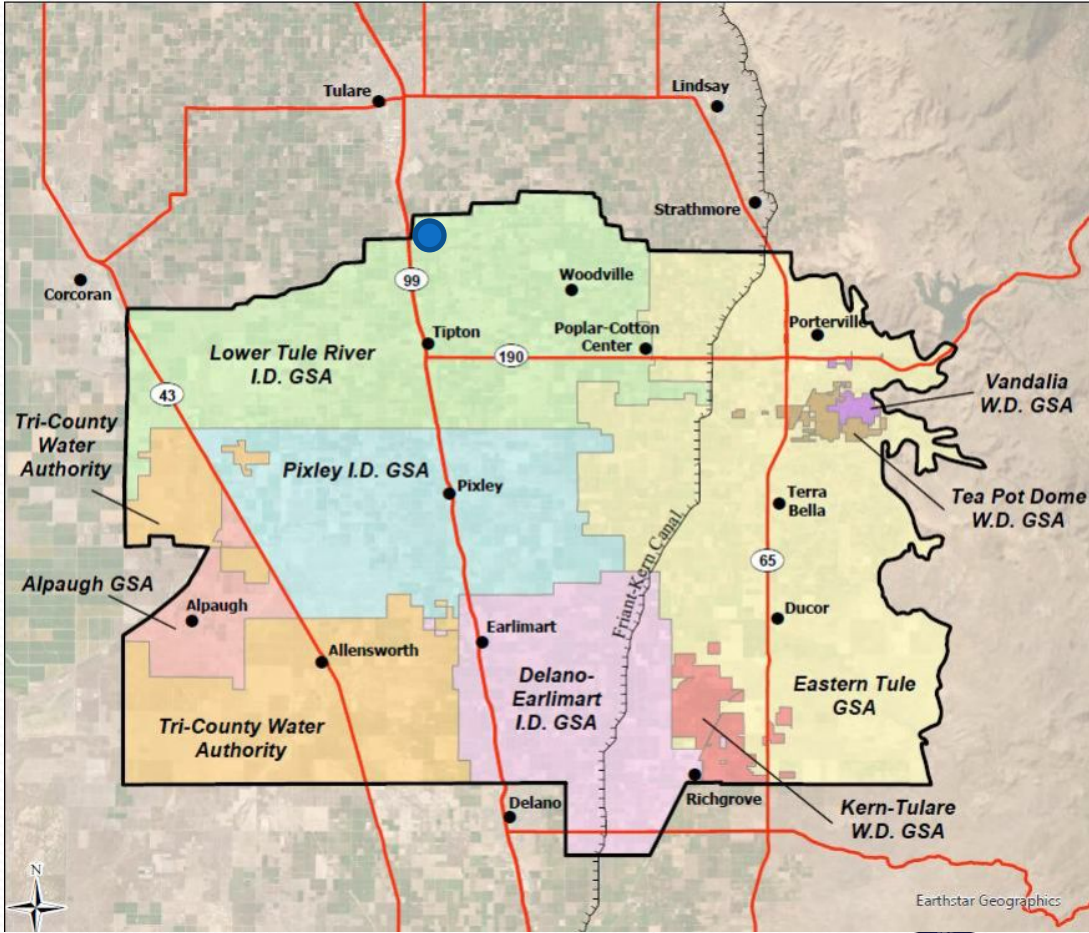 Tulare
Lindsay
Strathmore
Corcoran
99
Woodville
Porterville
Tipton
190
Poplar-Cotton
Center
Lower Tule River
I.D. GSA
43
Vandalia
W.D. GSA
Tri-County
Water
Authority
Pixley I.D. GSA
Pixley
Terra
Bella
Tea Pot Dome
W.D. GSA
Friant-Kern Canal
65
Alpaugh GSA
Alpaugh
Ducor
Earlimart
Allensworth
Delano-
Earlimart
I.D. GSA
Eastern Tule
GSA
Tri-County Water
Authority
Richgrove
Delano
Kern-Tulare
W.D. GSA
N
Earthstar Geographics